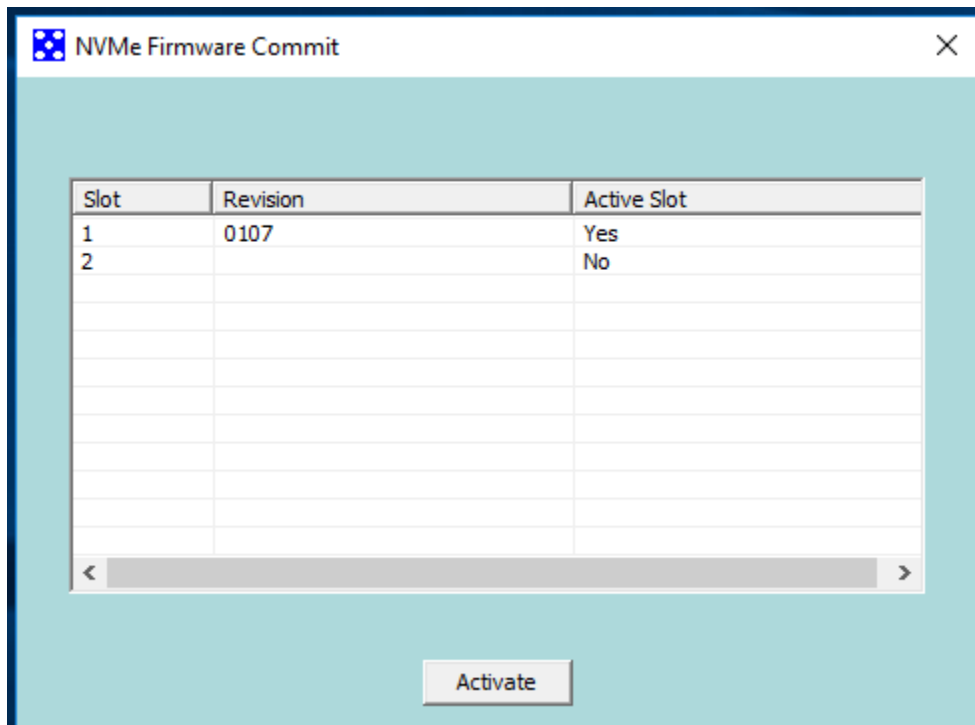 NVMe Firmware Commit
Slot Revision Active Slot
1 0107 Yes
2 No
Activate